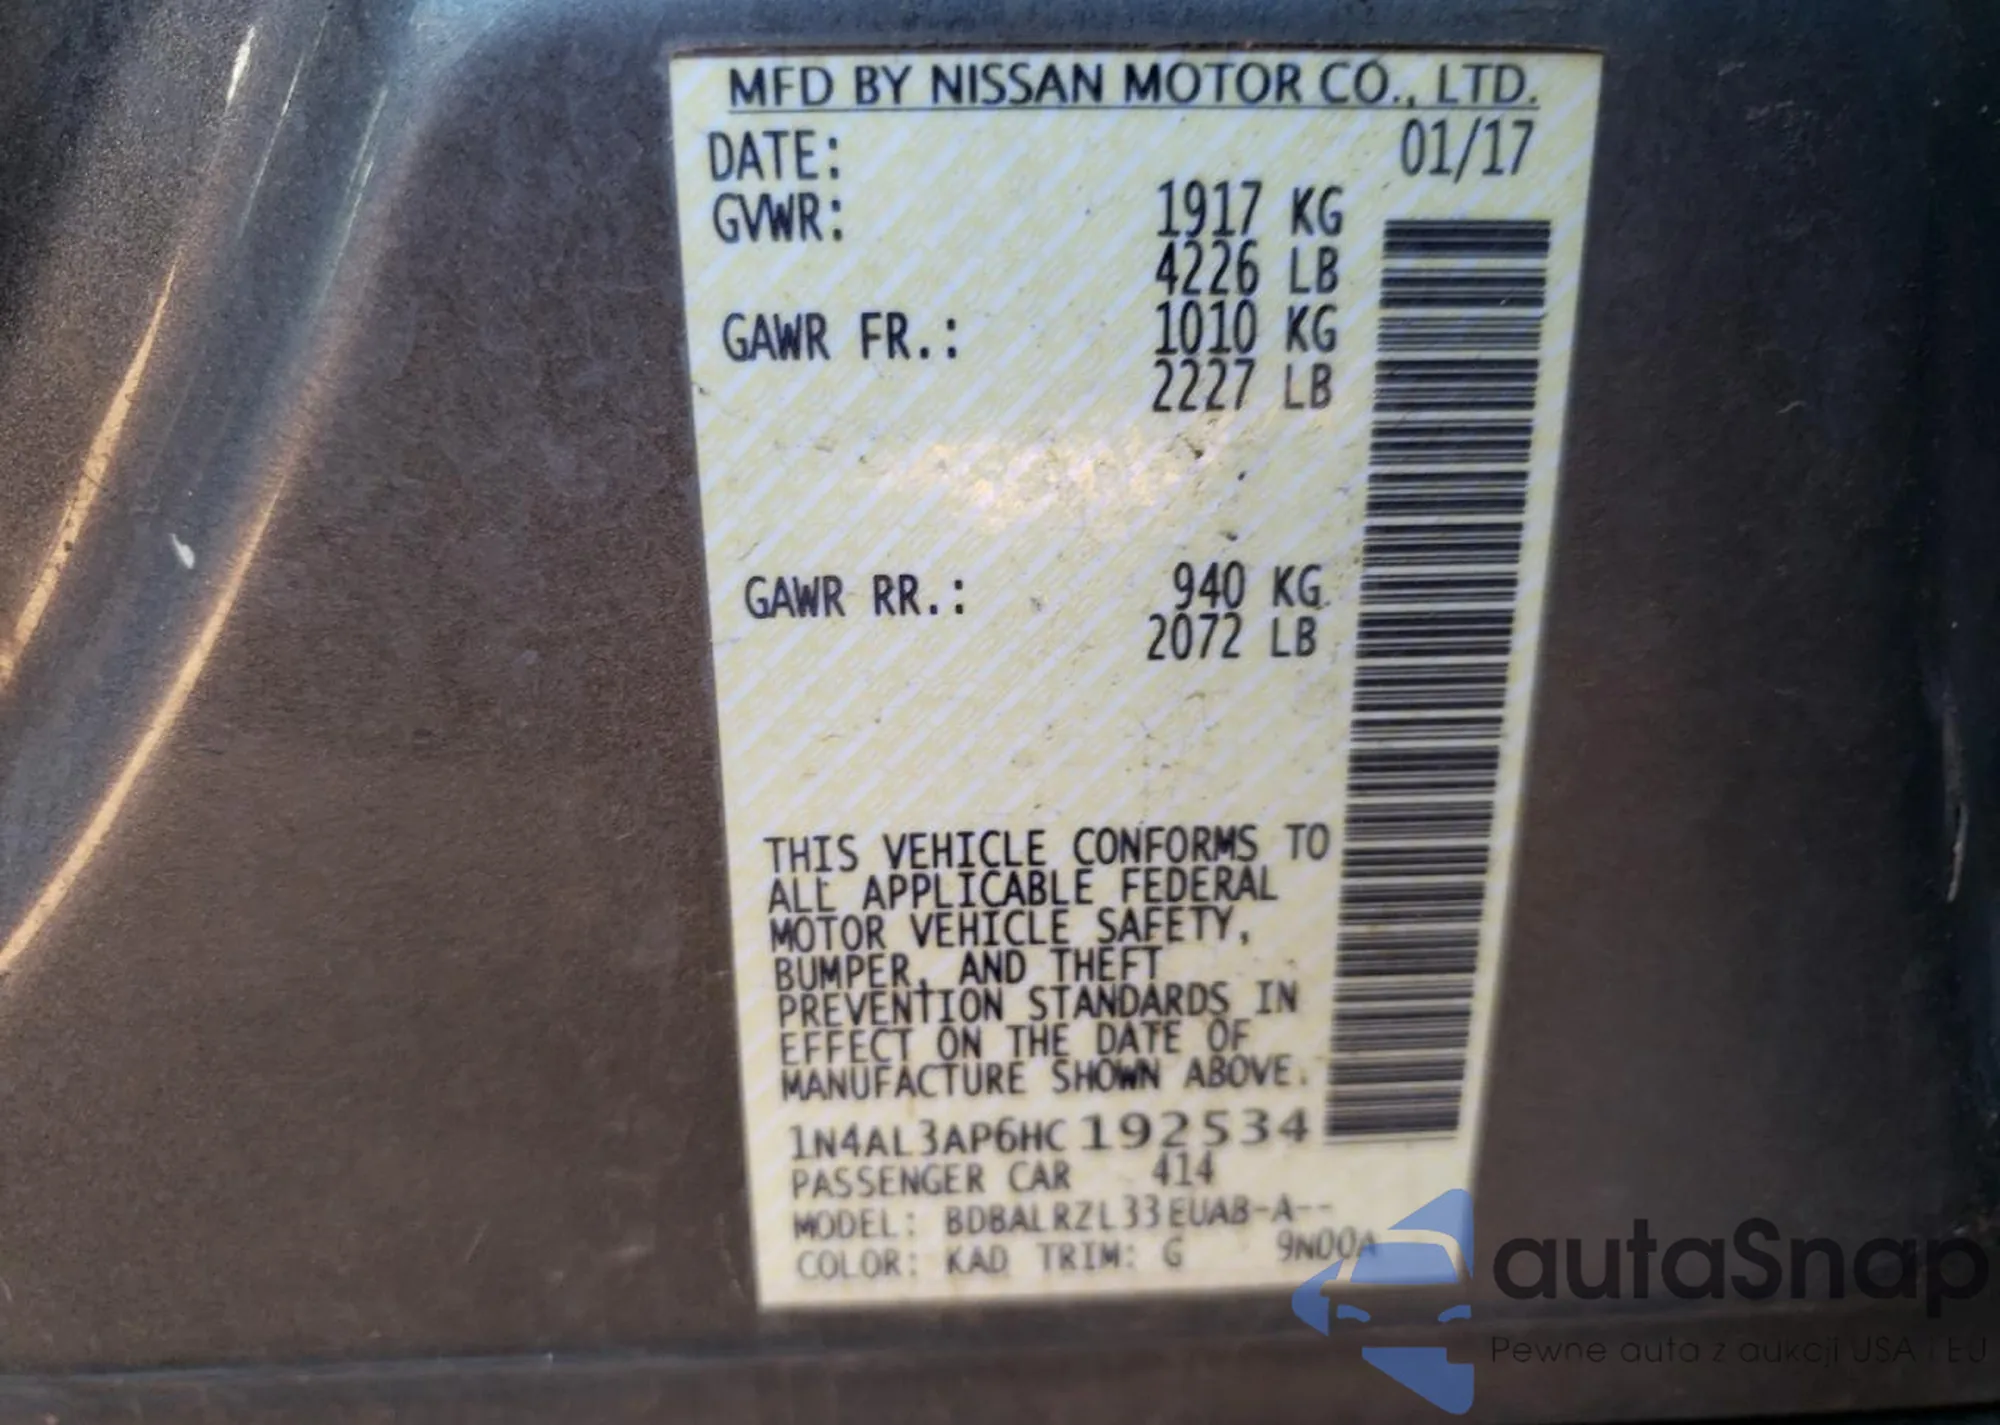 MFD BY NISSAN MOTOR CO., LTD.
DATE: 01/17
GVWR: 1917 KG
4226 LB
GAWR FR.: 1010 KG
2227 LB
GAWR RR.: 940 KG
2072 LB
THIS VEHICLE CONFORMS TO
ALL APPLICABLE FEDERAL
MOTOR VEHICLE SAFETY,
BUMPER, AND THEFT
PREVENTION STANDARDS IN
EFFECT ON THE DATE OF
MANUFACTURE SHOWN ABOVE.
1N4AL3AP6HC192534
PASSENGER CAR 414
MODEL: BDBALRZL33EUAB-A--
COLOR: KAD TRIM: G 9N00A
autoSnap
Pewne auta z aukcji USA i EU